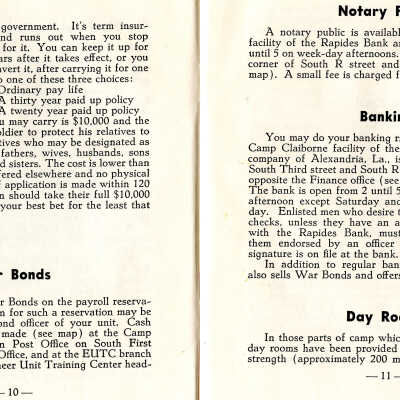 government. It's term insur-
nd runs out when you stop
for it. You can keep it up for
ars after it takes effect, or you
nvert it, after carrying it for one
o one of these three choices:
Ordinary pay life
A thirty year paid up policy
A twenty year paid up policy
ou may carry is $10,000 and the
oldier to protect his relatives to
tives who may be designated as
fathers, wives, husbands, sons
d sisters. The cost is lower than
fered elsewhere and no physical
f application is made within 120
n should take their full $10,000
your best bet for the least that
r Bonds
r Bonds on the payroll reserva-
n for such a reservation may be
ond officer of your unit. Cash
made (see map) at the Camp
n Post Office on South First
Office, and at the EUTC branch
neer Unit Training Center head-
— 10 —
Notary P
A notary public is availab
facility of the Rapides Bank an
until 5 on week-day afternoons.
corner of South R street and
map). A small fee is charged f
Bankin
You may do your banking ri
Camp Claiborne facility of the
company of Alexandria, La., is
South Third street and South R
opposite the Finance office (see
The bank is open from 2 until 5
afternoon except Saturday and
day. Enlisted men who desire t
checks, unless they have an a
with the Rapides Bank, must
them endorsed by an officer
signature is on file at the bank.
In addition to regular ban
also sells War Bonds and offers
Day Roo
In those parts of camp whic
day rooms have been provided
strength (approximately 200 m
— 11 —